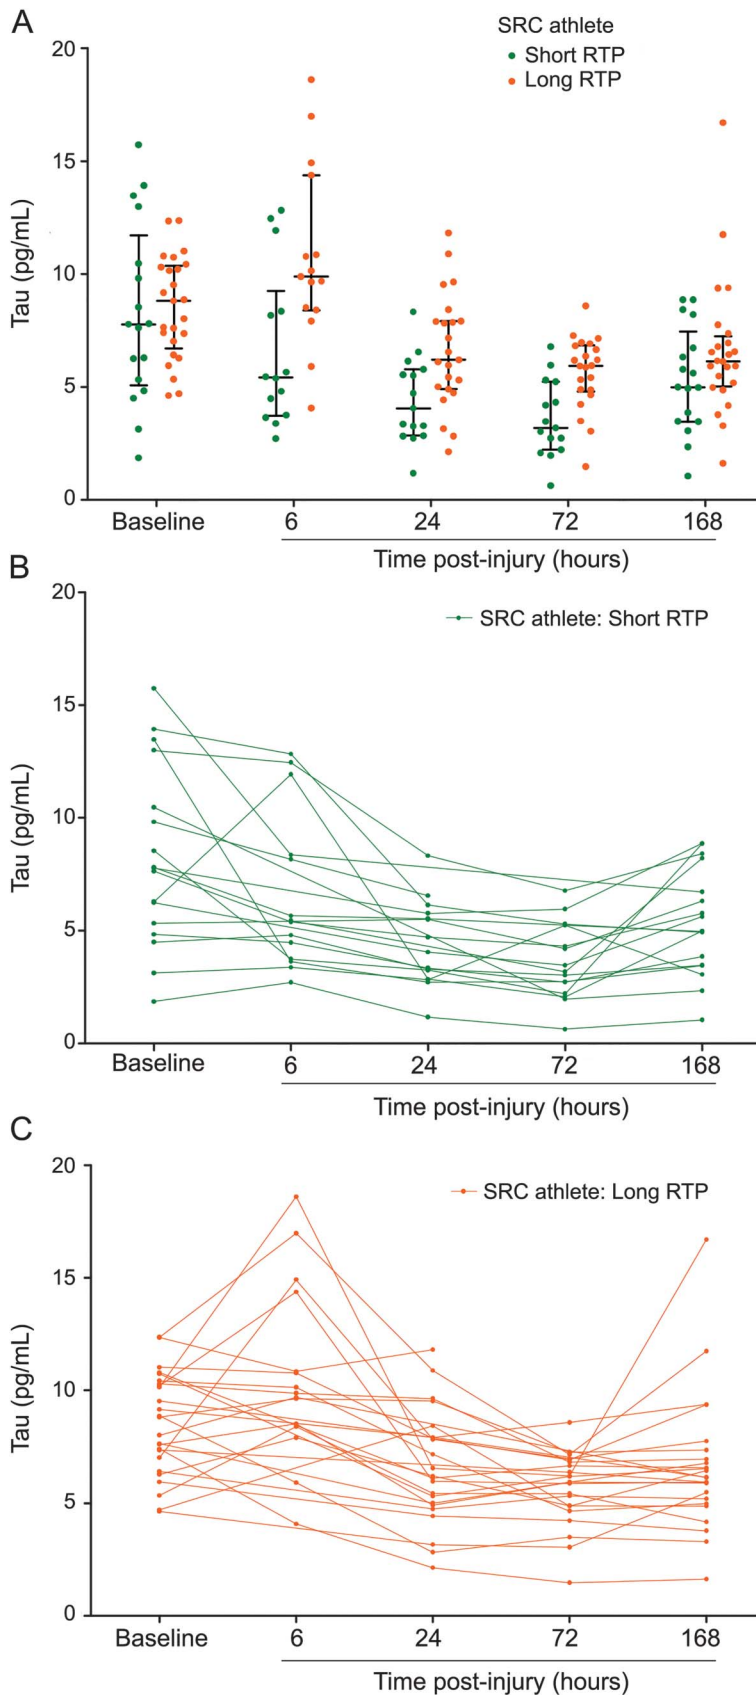 A
SRC athlete
Short RTP
Long RTP
20
15
10
5
0
Tau (pg/mL)
Baseline 6 24 72 168
Time post-injury (hours)
B
SRC athlete: Short RTP
20
15
10
5
0
Tau (pg/mL)
Baseline 6 24 72 168
Time post-injury (hours)
C
SRC athlete: Long RTP
20
15
10
5
0
Tau (pg/mL)
Baseline 6 24 72 168
Time post-injury (hours)